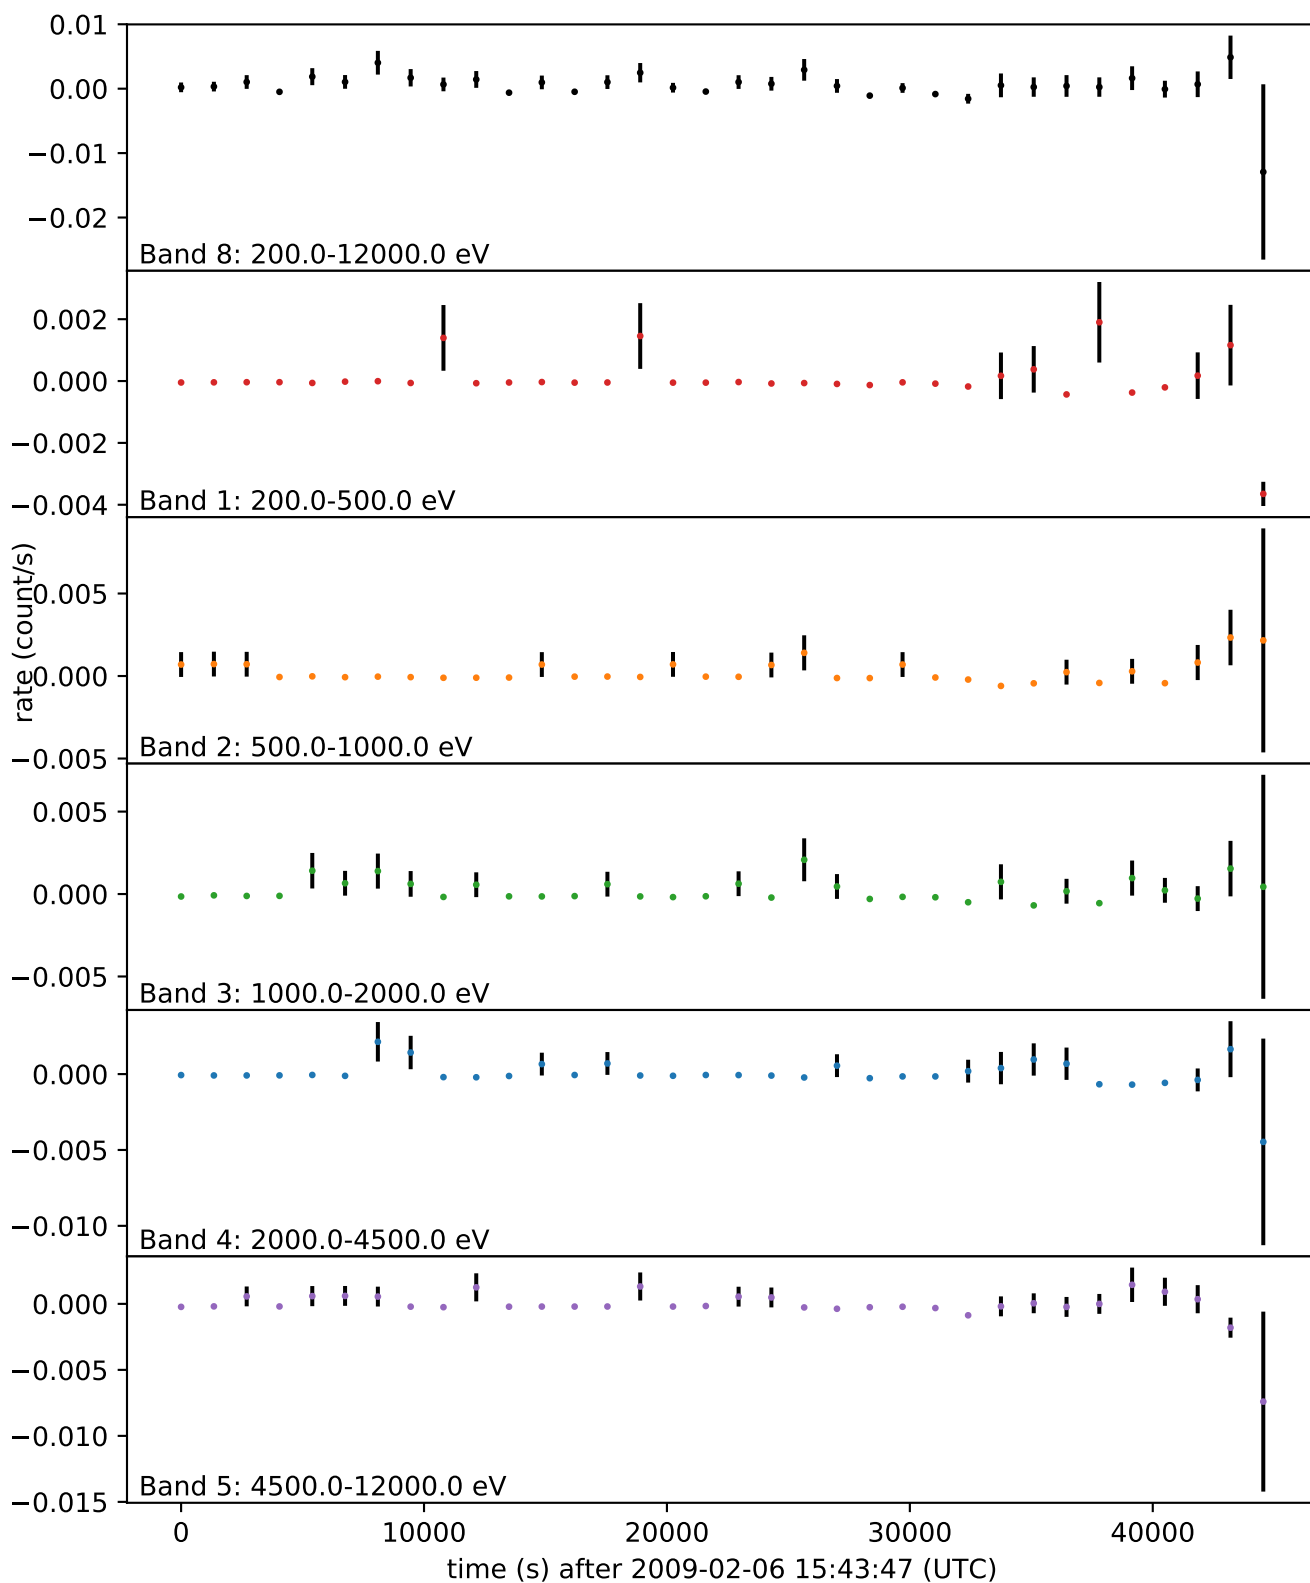 0.01
0.00
−0.01
−0.02
Band 8: 200.0-12000.0 eV
0.002
0.000
−0.002
−0.004
Band 1: 200.0-500.0 eV
rate (count/s)
0.005
0.000
−0.005
Band 2: 500.0-1000.0 eV
0.005
0.000
−0.005
Band 3: 1000.0-2000.0 eV
0.000
−0.005
−0.010
Band 4: 2000.0-4500.0 eV
0.000
−0.005
−0.010
−0.015
Band 5: 4500.0-12000.0 eV
0 10000 20000 30000 40000
time (s) after 2009-02-06 15:43:47 (UTC)